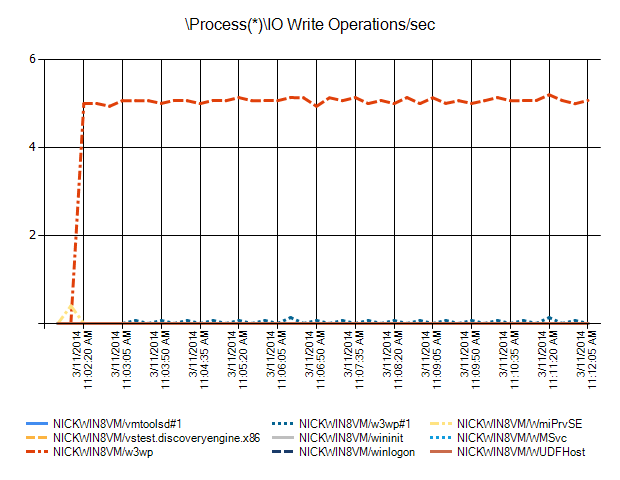 \Process(*)\IO Write Operations/sec
6
4
2
3/11/2014 11:02:20 AM
3/11/2014 11:03:05 AM
3/11/2014 11:03:50 AM
3/11/2014 11:04:35 AM
3/11/2014 11:05:20 AM
3/11/2014 11:06:05 AM
3/11/2014 11:06:50 AM
3/11/2014 11:07:35 AM
3/11/2014 11:08:20 AM
3/11/2014 11:09:05 AM
3/11/2014 11:09:50 AM
3/11/2014 11:10:35 AM
3/11/2014 11:11:20 AM
3/11/2014 11:12:05 AM
NICKWIN8VM/vmtoolsd#1 NICKWIN8VM/w3wp#1 NICKWIN8VM/WmiPrvSE
NICKWIN8VM/vstest.discoveryengine.x86 NICKWIN8VM/wininit NICKWIN8VM/WMSvc
NICKWIN8VM/w3wp NICKWIN8VM/winlogon NICKWIN8VM/WUDFHost